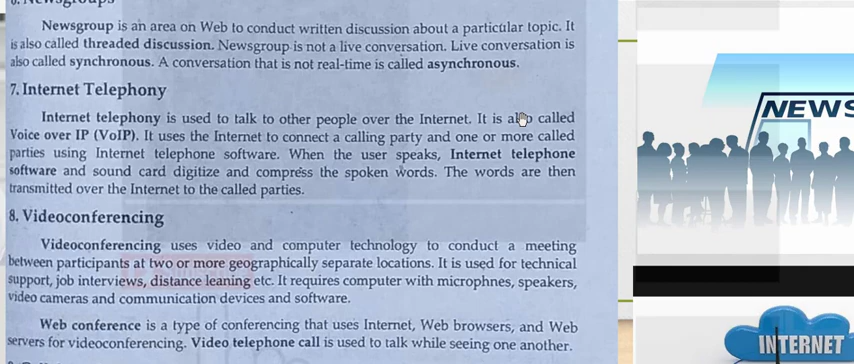 6. Newsgroups
Newsgroup is an area on Web to conduct written discussion about a particular topic. It
is also called threaded discussion. Newsgroup is not a live conversation. Live conversation is
also called synchronous. A conversation that is not real-time is called asynchronous.
7. Internet Telephony
Internet telephony is used to talk to other people over the Internet. It is also called
Voice over IP (VoIP). It uses the Internet to connect a calling party and one or more called
parties using Internet telephone software. When the user speaks, Internet telephone
software and sound card digitize and compress the spoken words. The words are then
transmitted over the Internet to the called parties.
8. Videoconferencing
Videoconferencing uses video and computer technology to conduct a meeting
between participants at two or more geographically separate locations. It is used for technical
support, job interviews, distance leaning etc. It requires computer with microphnes, speakers,
video cameras and communication devices and software.
Web conference is a type of conferencing that uses Internet, Web browsers, and Web
servers for videoconferencing. Video telephone call is used to talk while seeing one another.
NEWS
INTERNET